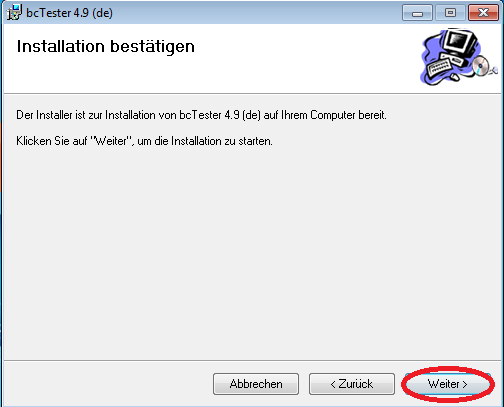 bcTester 4.9 (de)
Installation bestätigen
Der Installer ist zur Installation von bcTester 4.9 (de) auf Ihrem Computer bereit.
Klicken Sie auf "Weiter", um die Installation zu starten.
Abbrechen
< Zurück
Weiter >